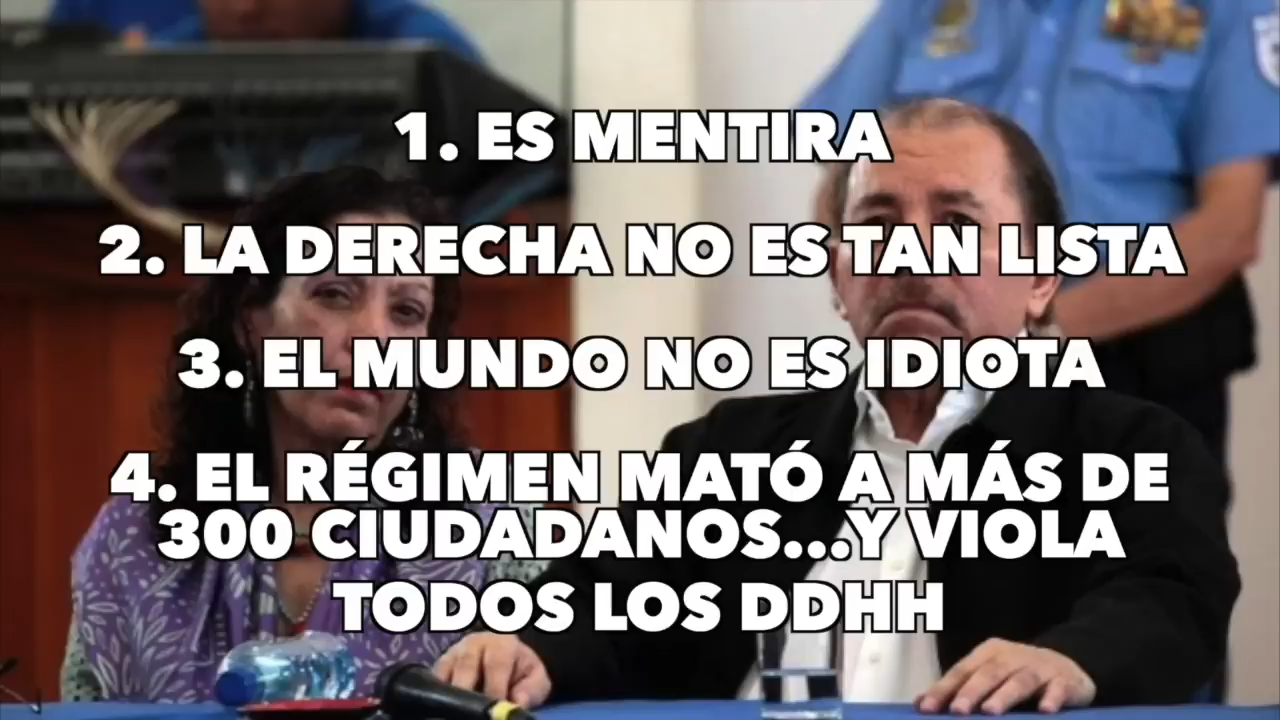 1. ES MENTIRA
2. LA DERECHA NO ES TAN LISTA
3. EL MUNDO NO ES IDIOTA
4. EL RÉGIMEN MATÓ A MÁS DE
300 CIUDADANOS...Y VIOLA
TODOS LOS DDHH